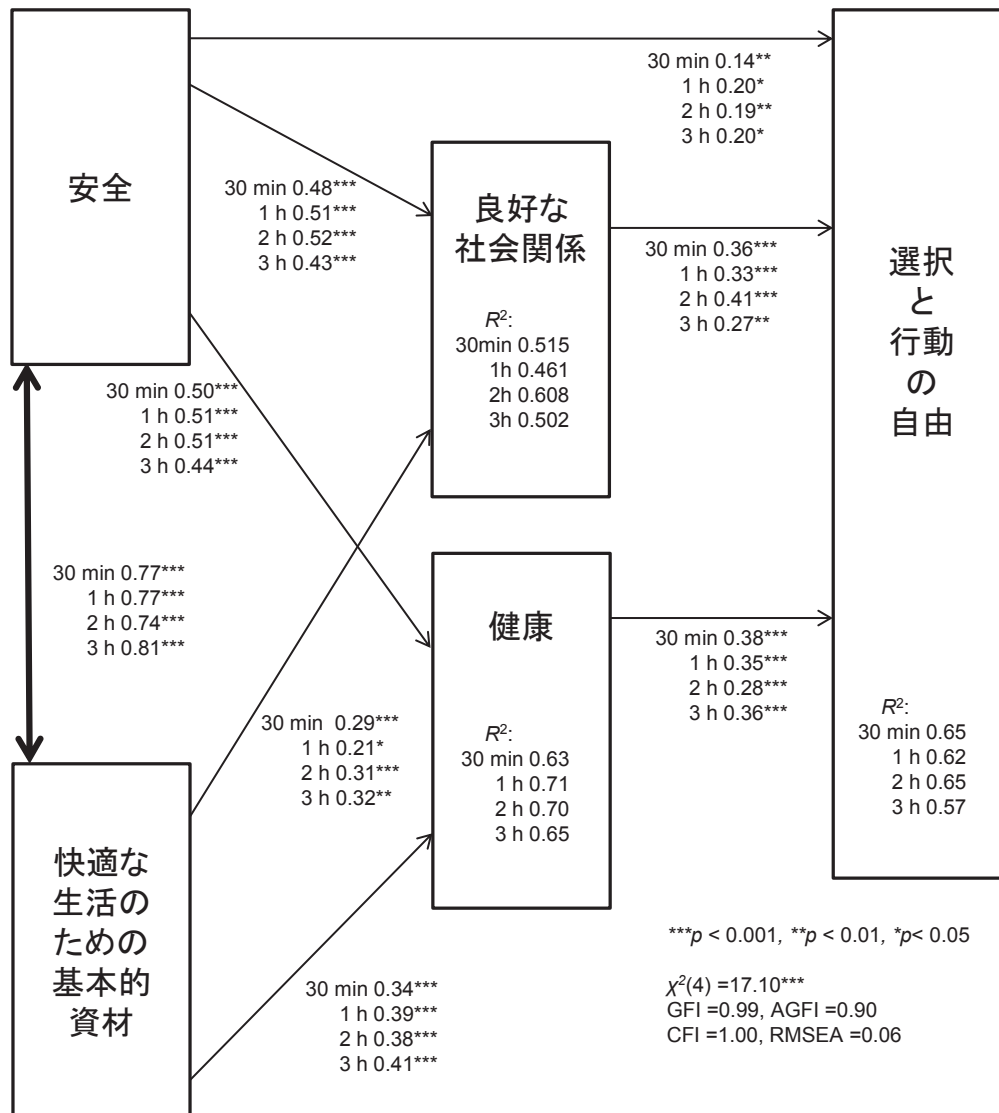 安全
30 min 0.14**
1 h 0.20*
2 h 0.19**
3 h 0.20*
30 min 0.48***
1 h 0.51***
2 h 0.52***
3 h 0.43***
良好な
社会関係
R²:
30min 0.515
1h 0.461
2h 0.608
3h 0.502
30 min 0.36***
1 h 0.33***
2 h 0.41***
3 h 0.27**
選択
と
行動
の
自由
30 min 0.50***
1 h 0.51***
2 h 0.51***
3 h 0.44***
30 min 0.77***
1 h 0.77***
2 h 0.74***
3 h 0.81***
健康
R²:
30 min 0.63
1 h 0.71
2 h 0.70
3 h 0.65
30 min 0.38***
1 h 0.35***
2 h 0.28***
3 h 0.36***
R²:
30 min 0.65
1 h 0.62
2 h 0.65
3 h 0.57
30 min 0.29***
1 h 0.21*
2 h 0.31***
3 h 0.32**
快適な
生活の
ための
基本的
資材
30 min 0.34***
1 h 0.39***
2 h 0.38***
3 h 0.41***
***p < 0.001, **p < 0.01, *p< 0.05
χ²(4) =17.10***
GFI =0.99, AGFI =0.90
CFI =1.00, RMSEA =0.06